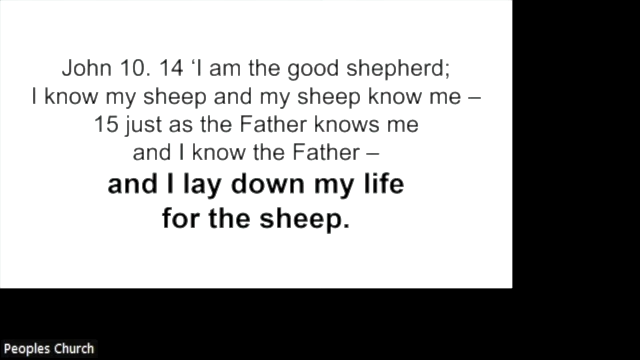 John 10. 14 ‘I am the good shepherd;
I know my sheep and my sheep know me –
15 just as the Father knows me
and I know the Father –
and I lay down my life
for the sheep.
Peoples Church